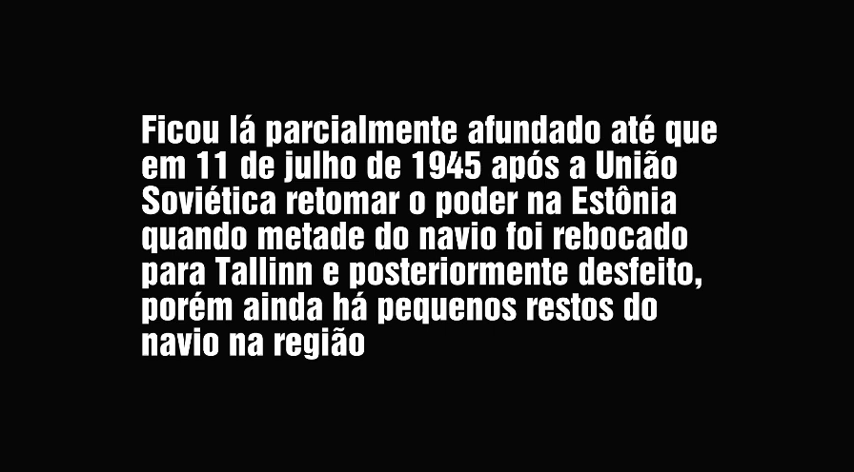 Ficou lá parcialmente afundado até que
em 11 de julho de 1945 após a União
Soviética retomar o poder na Estônia
quando metade do navio foi rebocado
para Tallinn e posteriormente desfeito,
porém ainda há pequenos restos do
navio na região